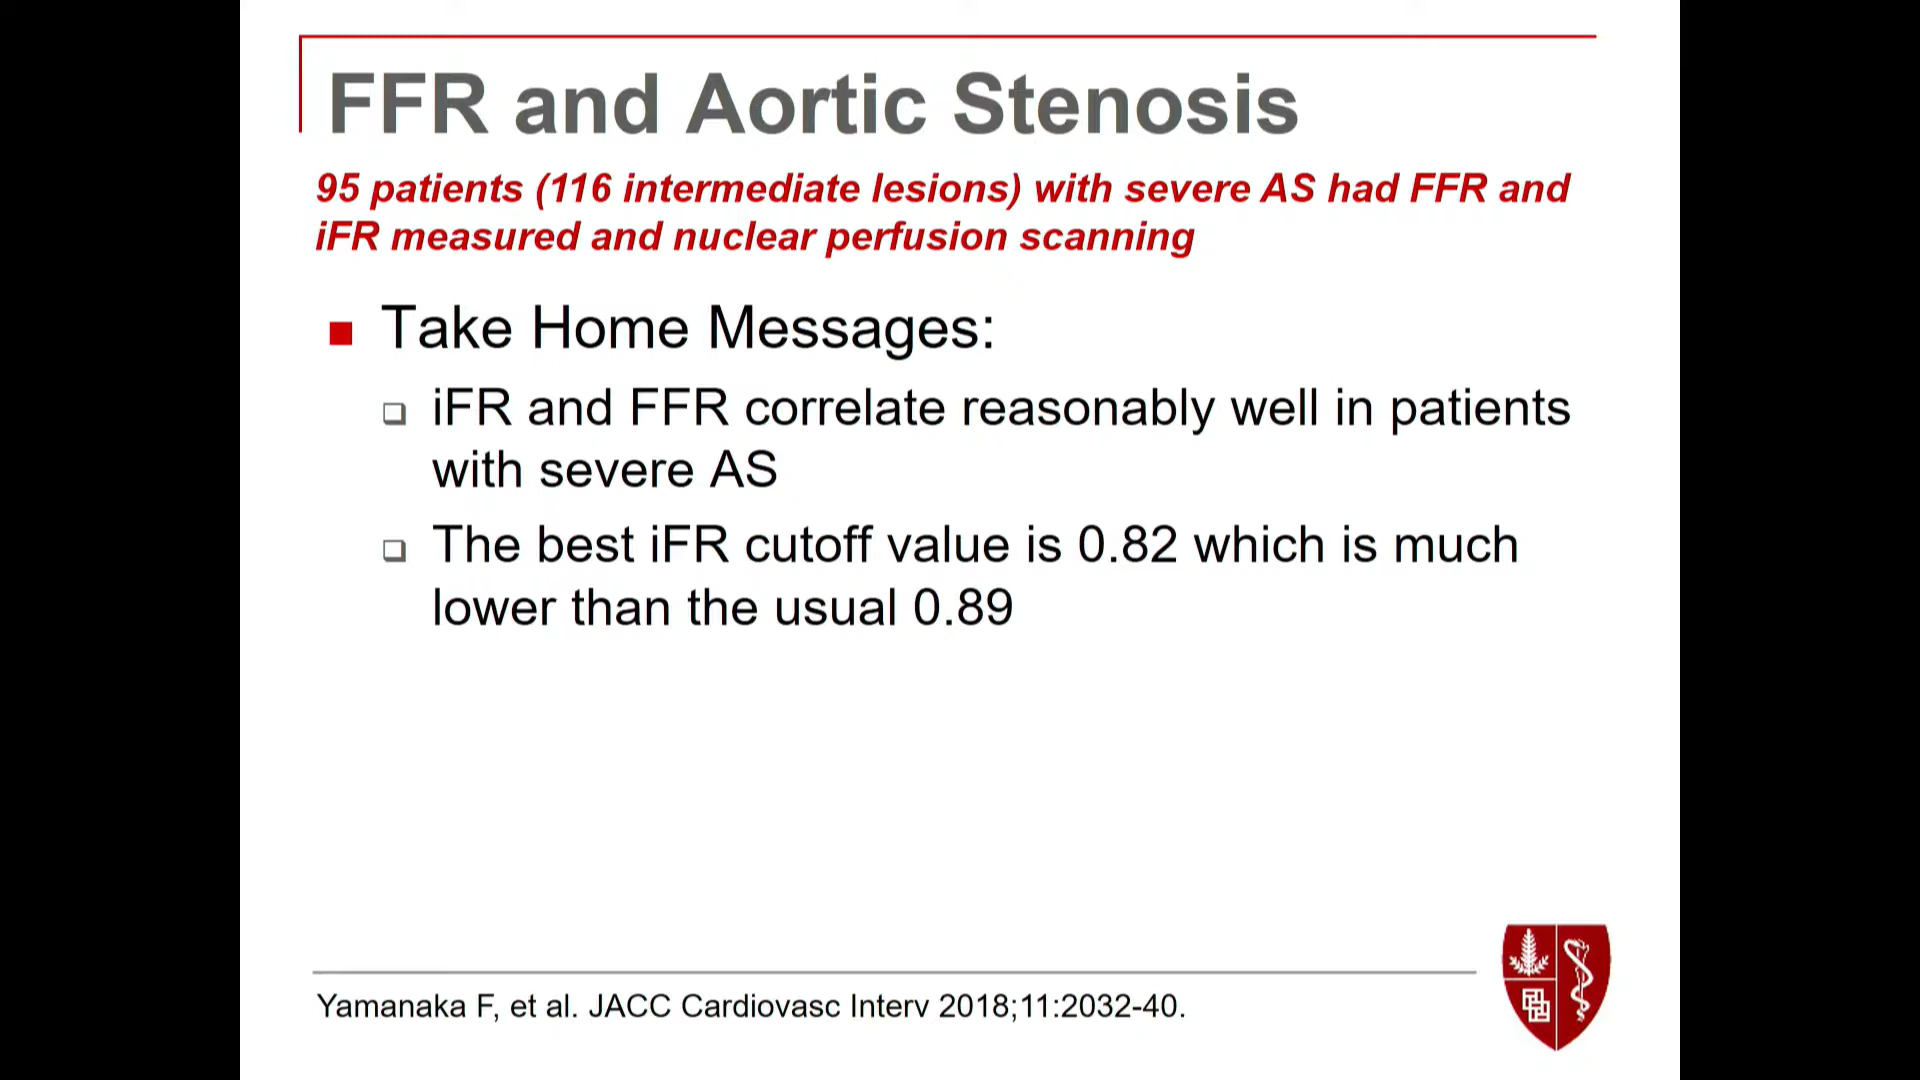 FFR and Aortic Stenosis
95 patients (116 intermediate lesions) with severe AS had FFR and
iFR measured and nuclear perfusion scanning
Take Home Messages:
iFR and FFR correlate reasonably well in patients
with severe AS
The best iFR cutoff value is 0.82 which is much
lower than the usual 0.89
Yamanaka F, et al. JACC Cardiovasc Interv 2018;11:2032-40.